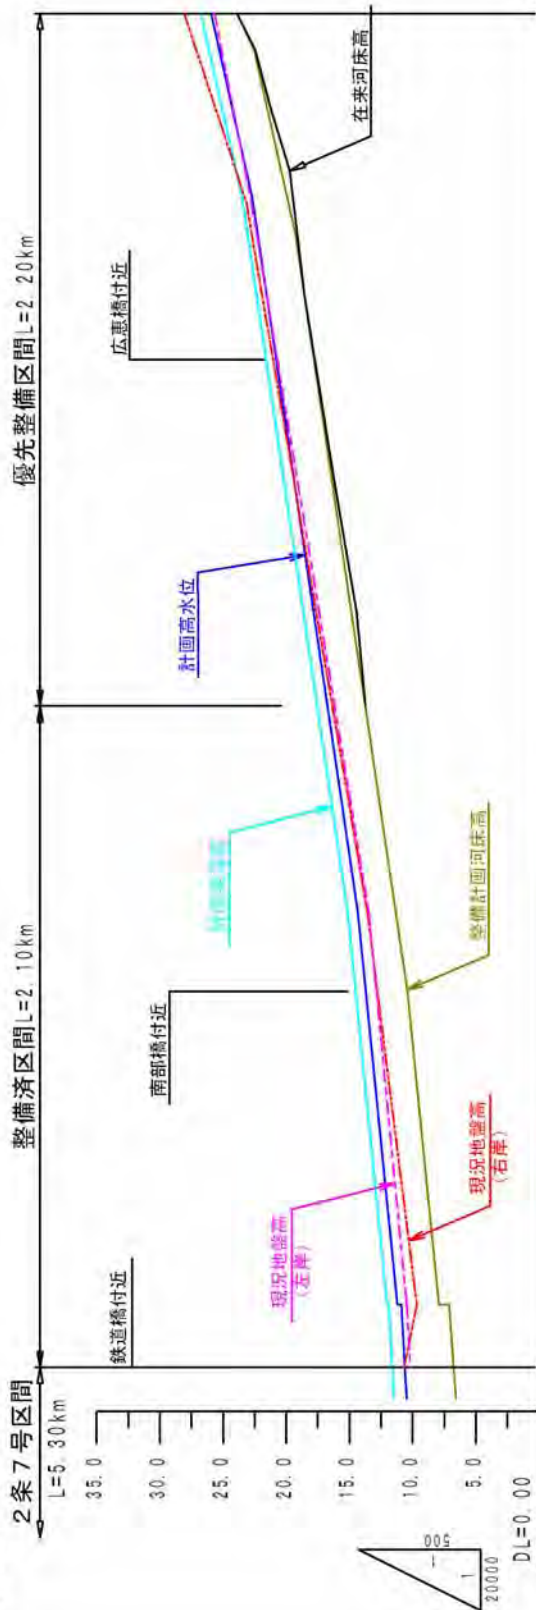 2条7号区間
L=5.30km
整備済区間L=2.10km
優先整備区間L=2.20km
鉄道橋付近
南部橋付近
広恵橋付近
現況地盤高
(左岸)
計画高水位
現況地盤高
(右岸)
整備計画河床高
在来河床高
35.0
30.0
25.0
20.0
15.0
10.0
5.0
DL=0.00
1
500
1
20000